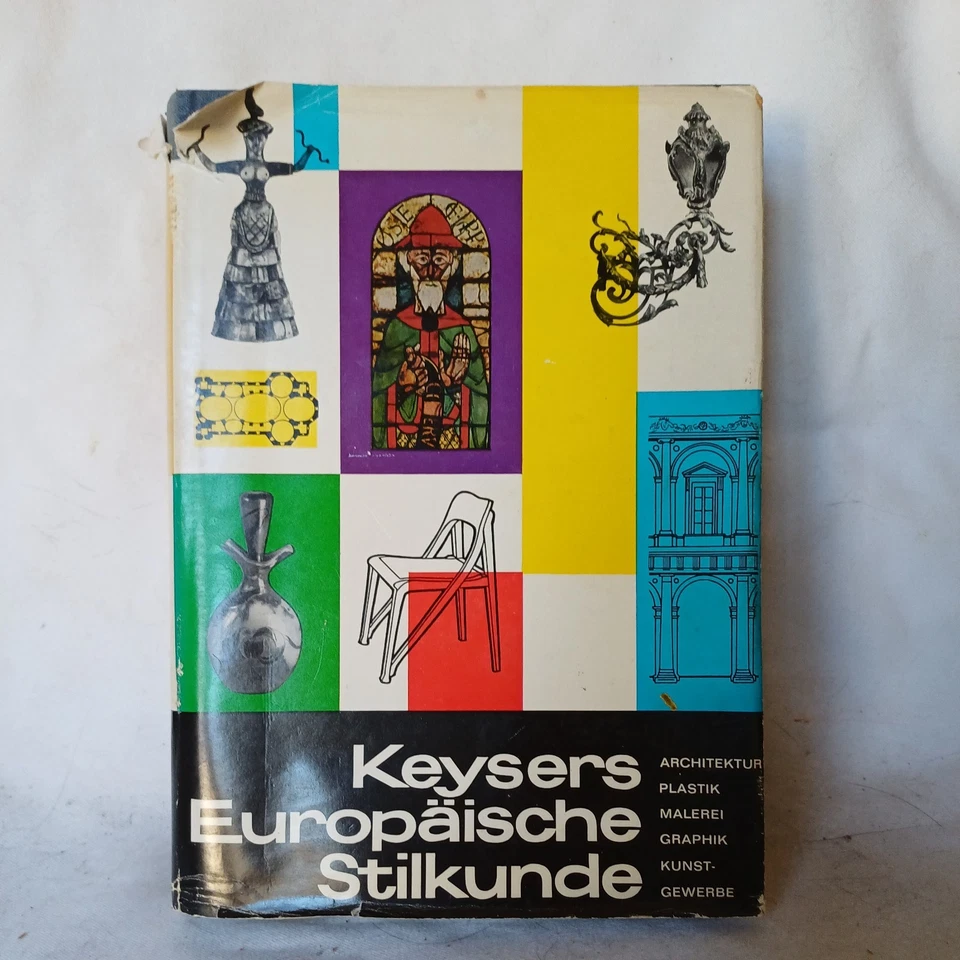 Keysers
Europäische
Stilkunde
ARCHITEKTUR
PLASTIK
MALEREI
GRAPHIK
KUNST-
GEWERBE